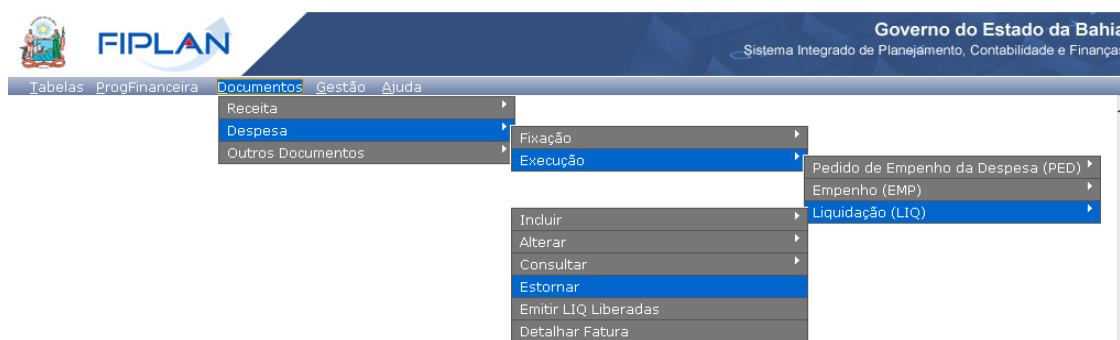 FIPLAN
Governo do Estado da Bahia
Sistema Integrado de Planejamento, Contabilidade e Finanças
Tabelas ProgFinanceira Documentos Gestão Ajuda
Receita
Despesa
Outros Documentos
Fixação
Execução
Pedido de Empenho da Despesa (PED)
Empenho (EMP)
Liquidação (LIQ)
Incluir
Alterar
Consultar
Estornar
Emitir LIQ Liberadas
Detalhar Fatura